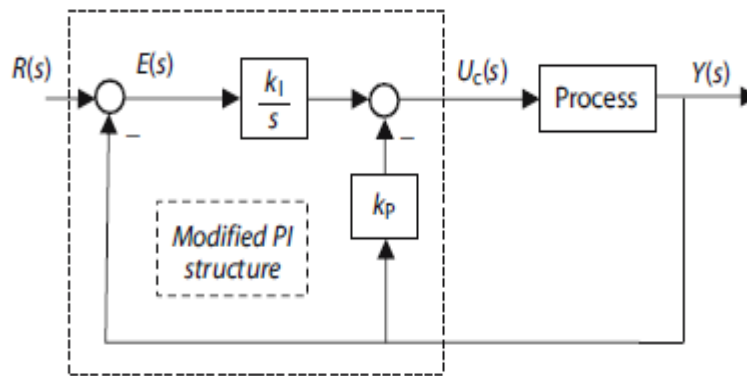 R(s)
E(s)
k_I
s
U_c(s)
Process
Y(s)
−
−
k_P
Modified PI
structure